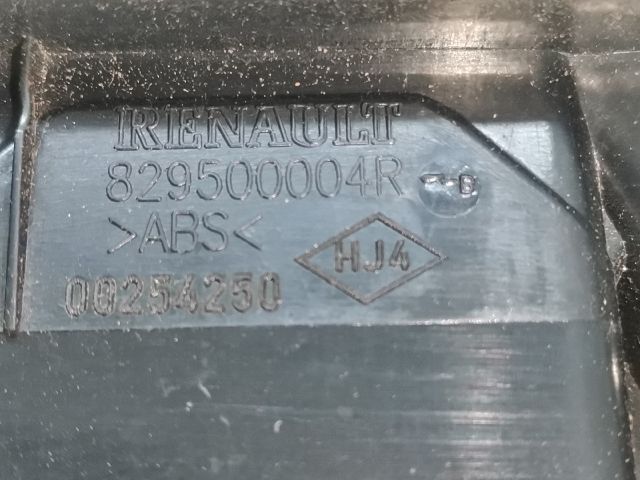 RENAULT
829500004R -B
>ABS<
HJ4
00254250